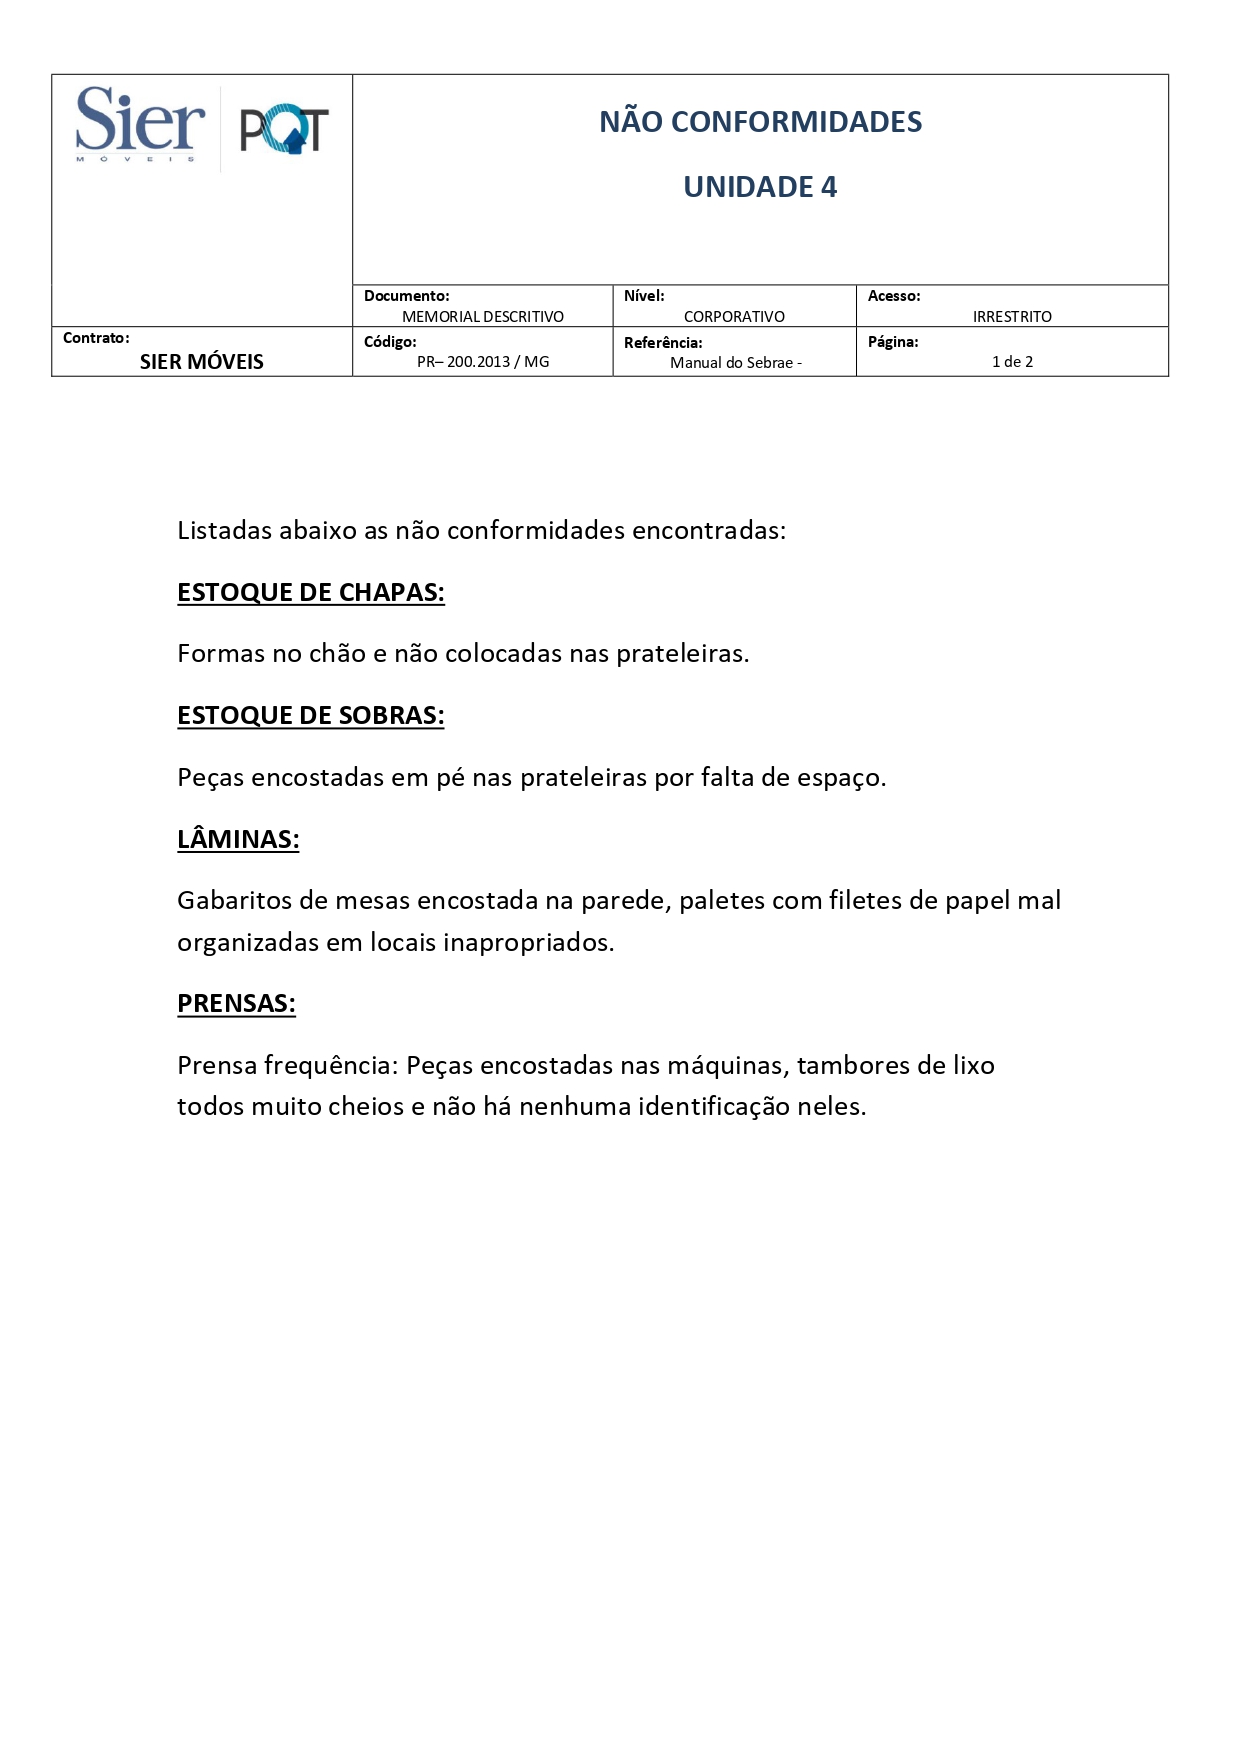 Sier
MÓVEIS
PQT
NÃO CONFORMIDADES
UNIDADE 4
Documento:
MEMORIAL DESCRITIVO
Nível:
CORPORATIVO
Acesso:
IRRESTRITO
Contrato:
SIER MÓVEIS
Código:
PR– 200.2013 / MG
Referência:
Manual do Sebrae -
Página:
1 de 2
Listadas abaixo as não conformidades encontradas:
ESTOQUE DE CHAPAS:
Formas no chão e não colocadas nas prateleiras.
ESTOQUE DE SOBRAS:
Peças encostadas em pé nas prateleiras por falta de espaço.
LÂMINAS:
Gabaritos de mesas encostada na parede, paletes com filetes de papel mal
organizadas em locais inapropriados.
PRENSAS:
Prensa frequência: Peças encostadas nas máquinas, tambores de lixo
todos muito cheios e não há nenhuma identificação neles.